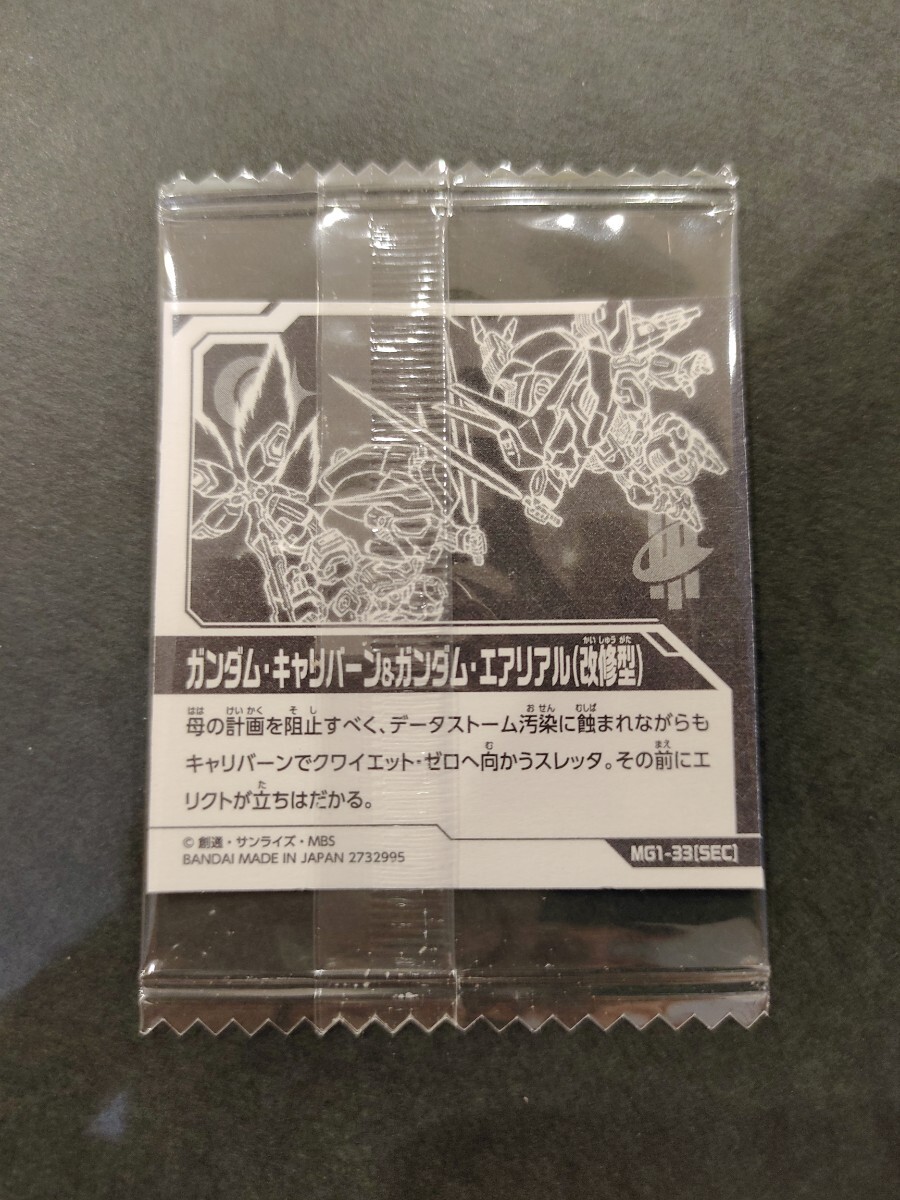 ガンダム・キャリバーン&ガンダム・エアリアル(改修型)
母の計画を阻止すべく、データストーム汚染に蝕まれながらも
キャリバーンでクワイエット・ゼロへ向かうスレッタ。その前にエ
リクトが立ちはだかる。
© 創通・サンライズ・MBS
BANDAI MADE IN JAPAN 2732995
MG1-33[SEC]